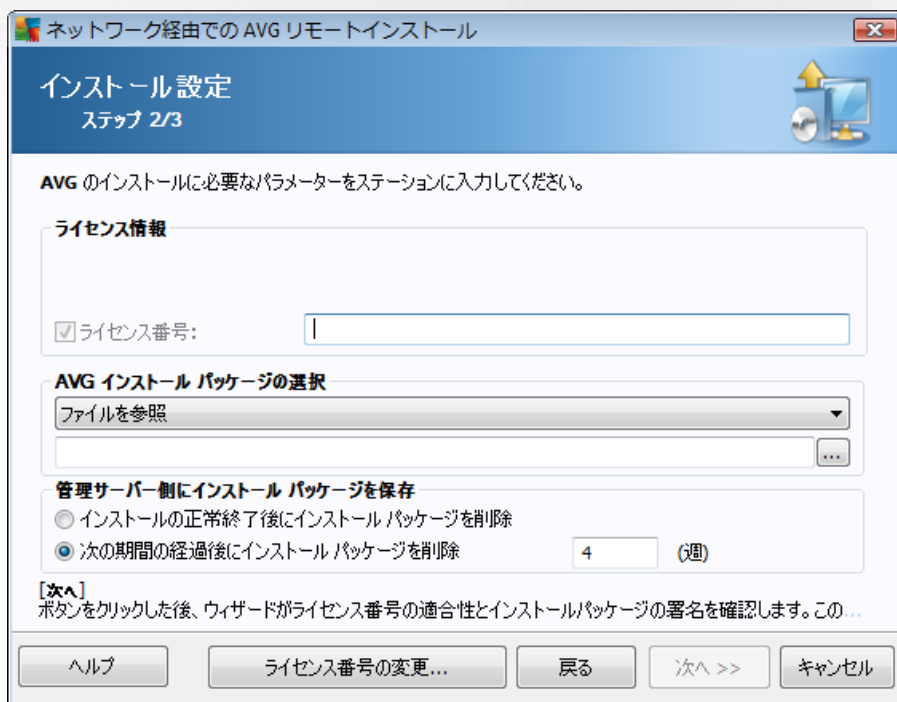 ネットワーク経由での AVG リモートインストール
インストール設定
ステップ 2/3
AVG のインストールに必要なパラメーターをステーションに入力してください。
ライセンス情報
ライセンス番号:
AVG インストール パッケージの選択
ファイルを参照
...
管理サーバー側にインストール パッケージを保存
インストールの正常終了後にインストール パッケージを削除
次の期間の経過後にインストール パッケージを削除 4 (週)
[次へ]
ボタンをクリックした後、ウィザードがライセンス番号の適合性とインストールパッケージの署名を確認します。この...
ヘルプ ライセンス番号の変更... 戻る 次へ >> キャンセル